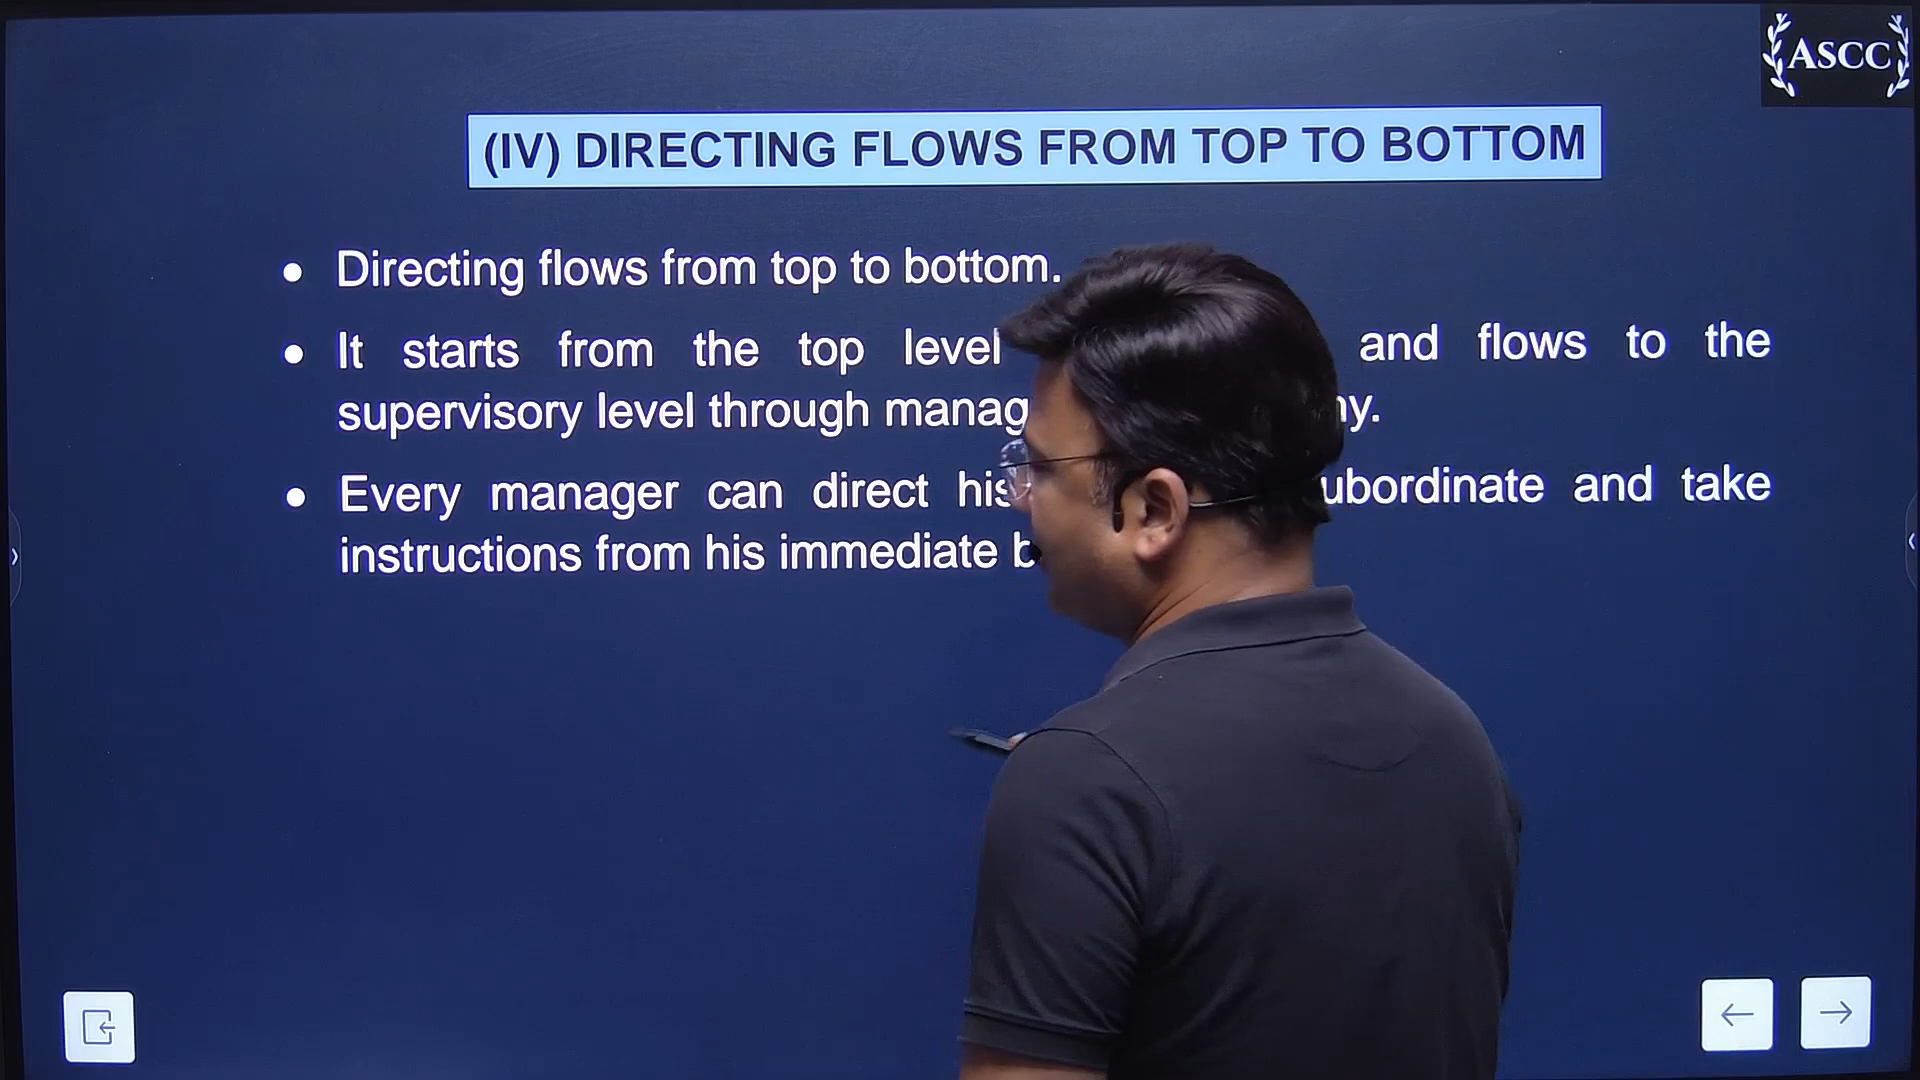 ASCC
(IV) DIRECTING FLOWS FROM TOP TO BOTTOM
● Directing flows from top to bottom.
● It starts from the top level and flows to the
supervisory level through
● Every manager can direct his and take
instructions from his immediate